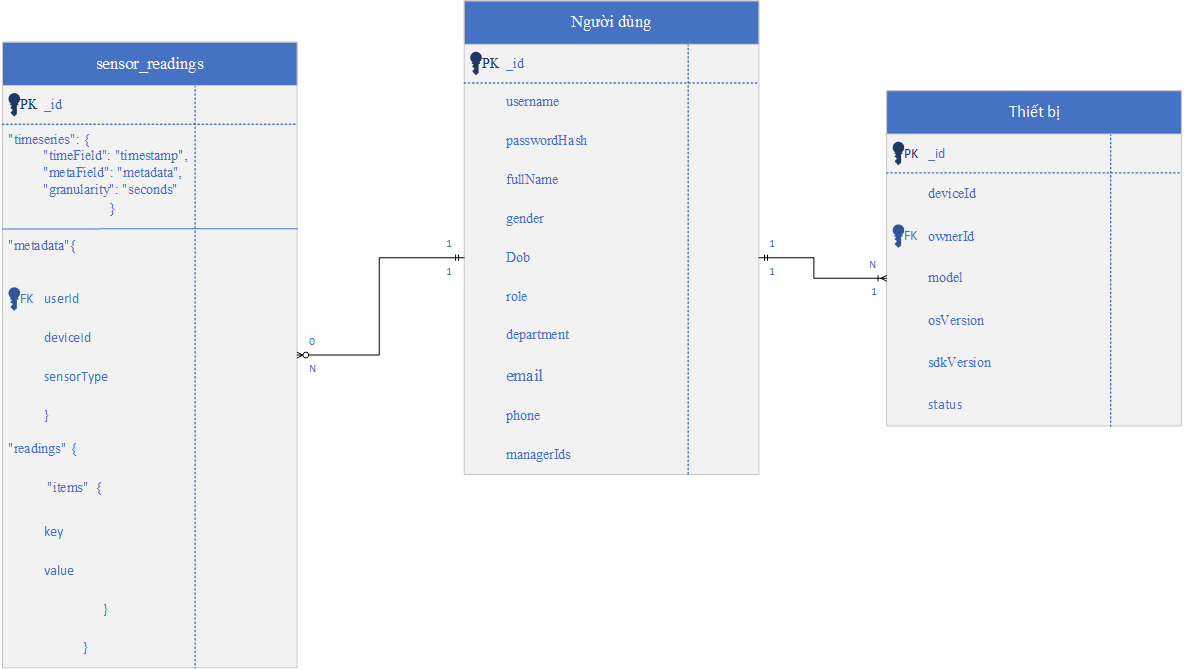 sensor_readings
PK _id
"timeseries": {
"timeField": "timestamp",
"metaField": "metadata",
"granularity": "seconds"
}
"metadata"{
FK userId
deviceId
sensorType
}
"readings" {
"items" {
key
value
}
}
0
N
1
1
Người dùng
PK _id
username
passwordHash
fullName
gender
Dob
role
department
email
phone
managerIds
1
1
N
1
Thiết bị
PK _id
deviceId
FK ownerId
model
osVersion
sdkVersion
status